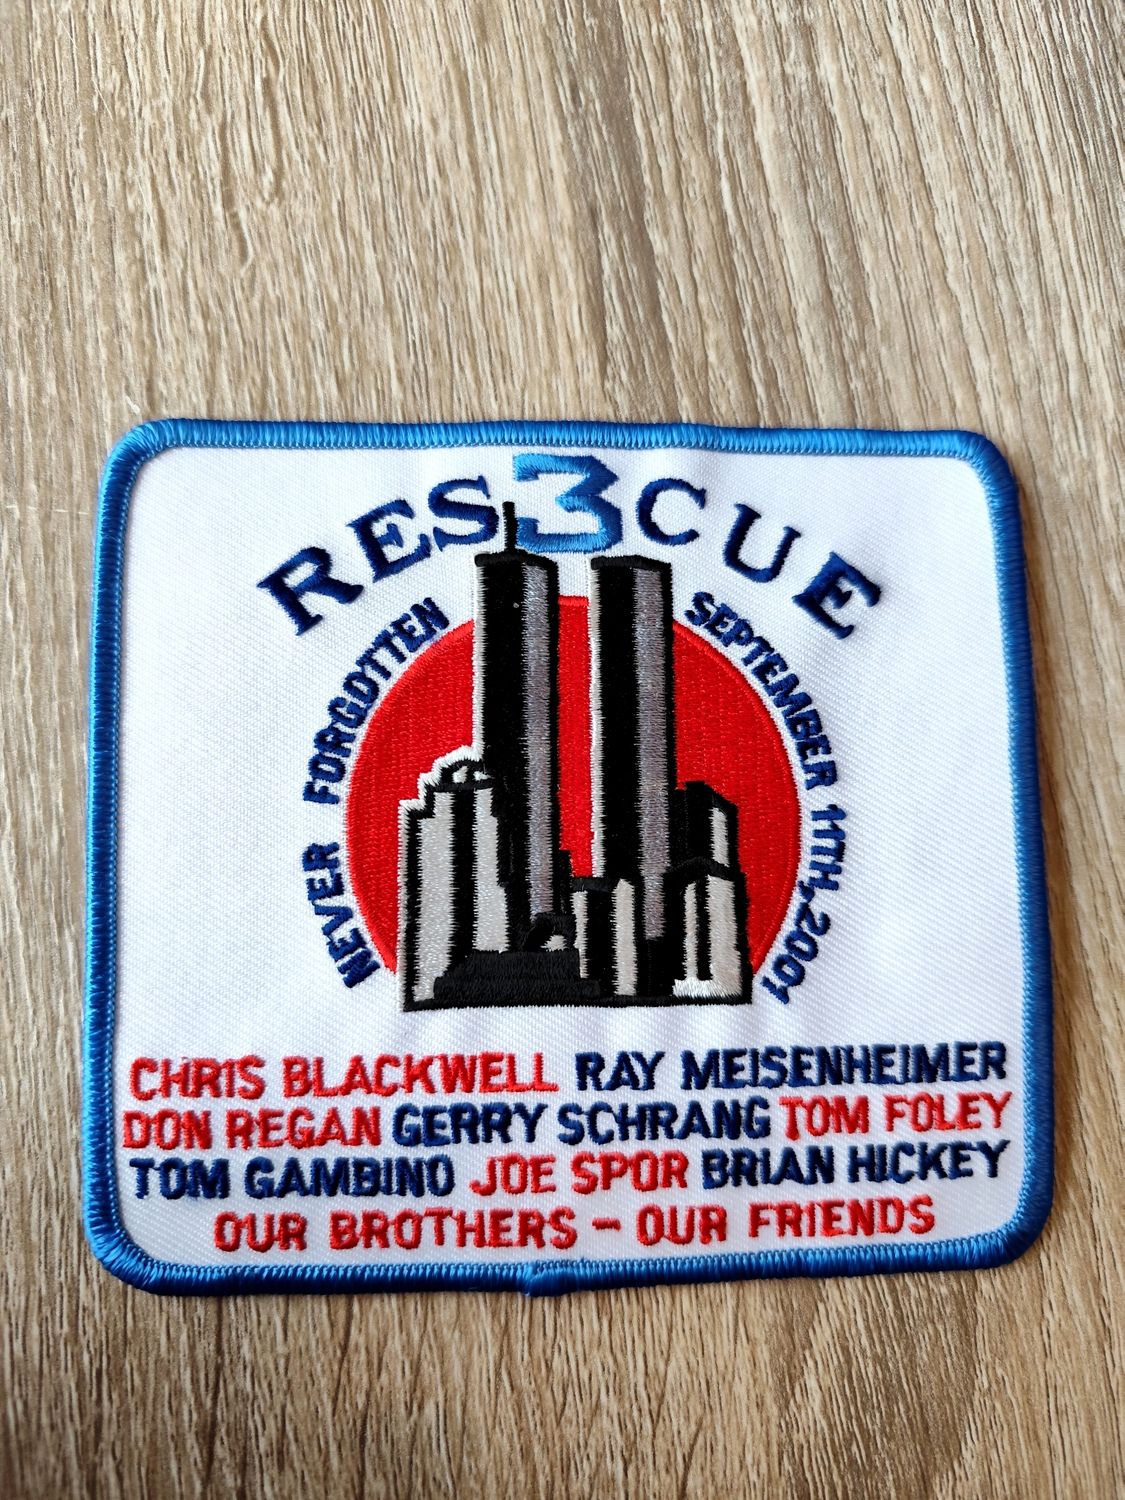 RES3CUE
NEVER FORGOTTEN
SEPTEMBER 11TH, 2001
CHRIS BLACKWELL RAY MEISENHEIMER
DON REGAN GERRY SCHRANG TOM FOLEY
TOM GAMBINO JOE SPOR BRIAN HICKEY
OUR BROTHERS - OUR FRIENDS